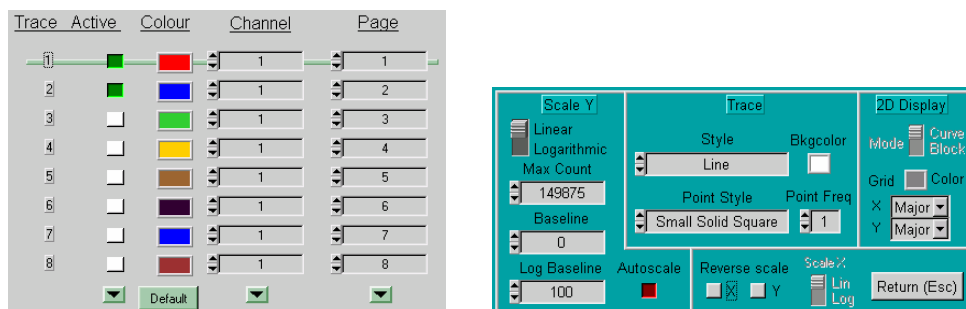 Trace Active Colour Channel Page
1 1 1
2 1 2
3 1 3
4 1 4
5 1 5
6 1 6
7 1 7
8 1 8
Default
Scale Y
Linear
Logarithmic
Max Count
149875
Baseline
0
Log Baseline
100
Autoscale
Trace
Style
Line
Bkgcolor
Point Style
Small Solid Square
Point Freq
1
2D Display
Mode
Curve
Block
Grid
Color
X Major
Y Major
Reverse scale
X Y
Scale X
Lin
Log
Return (Esc)